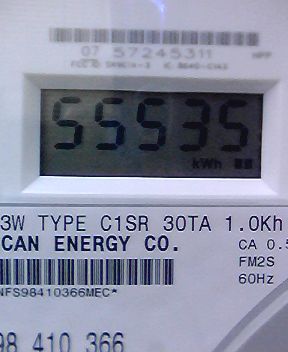 07 57245311
55535
kWh
3W TYPE C1SR 30TA 1.0Kh
CAN ENERGY CO.
CA 0.5
FM2S
60Hz
NFS98410366MEC*
98 410 366